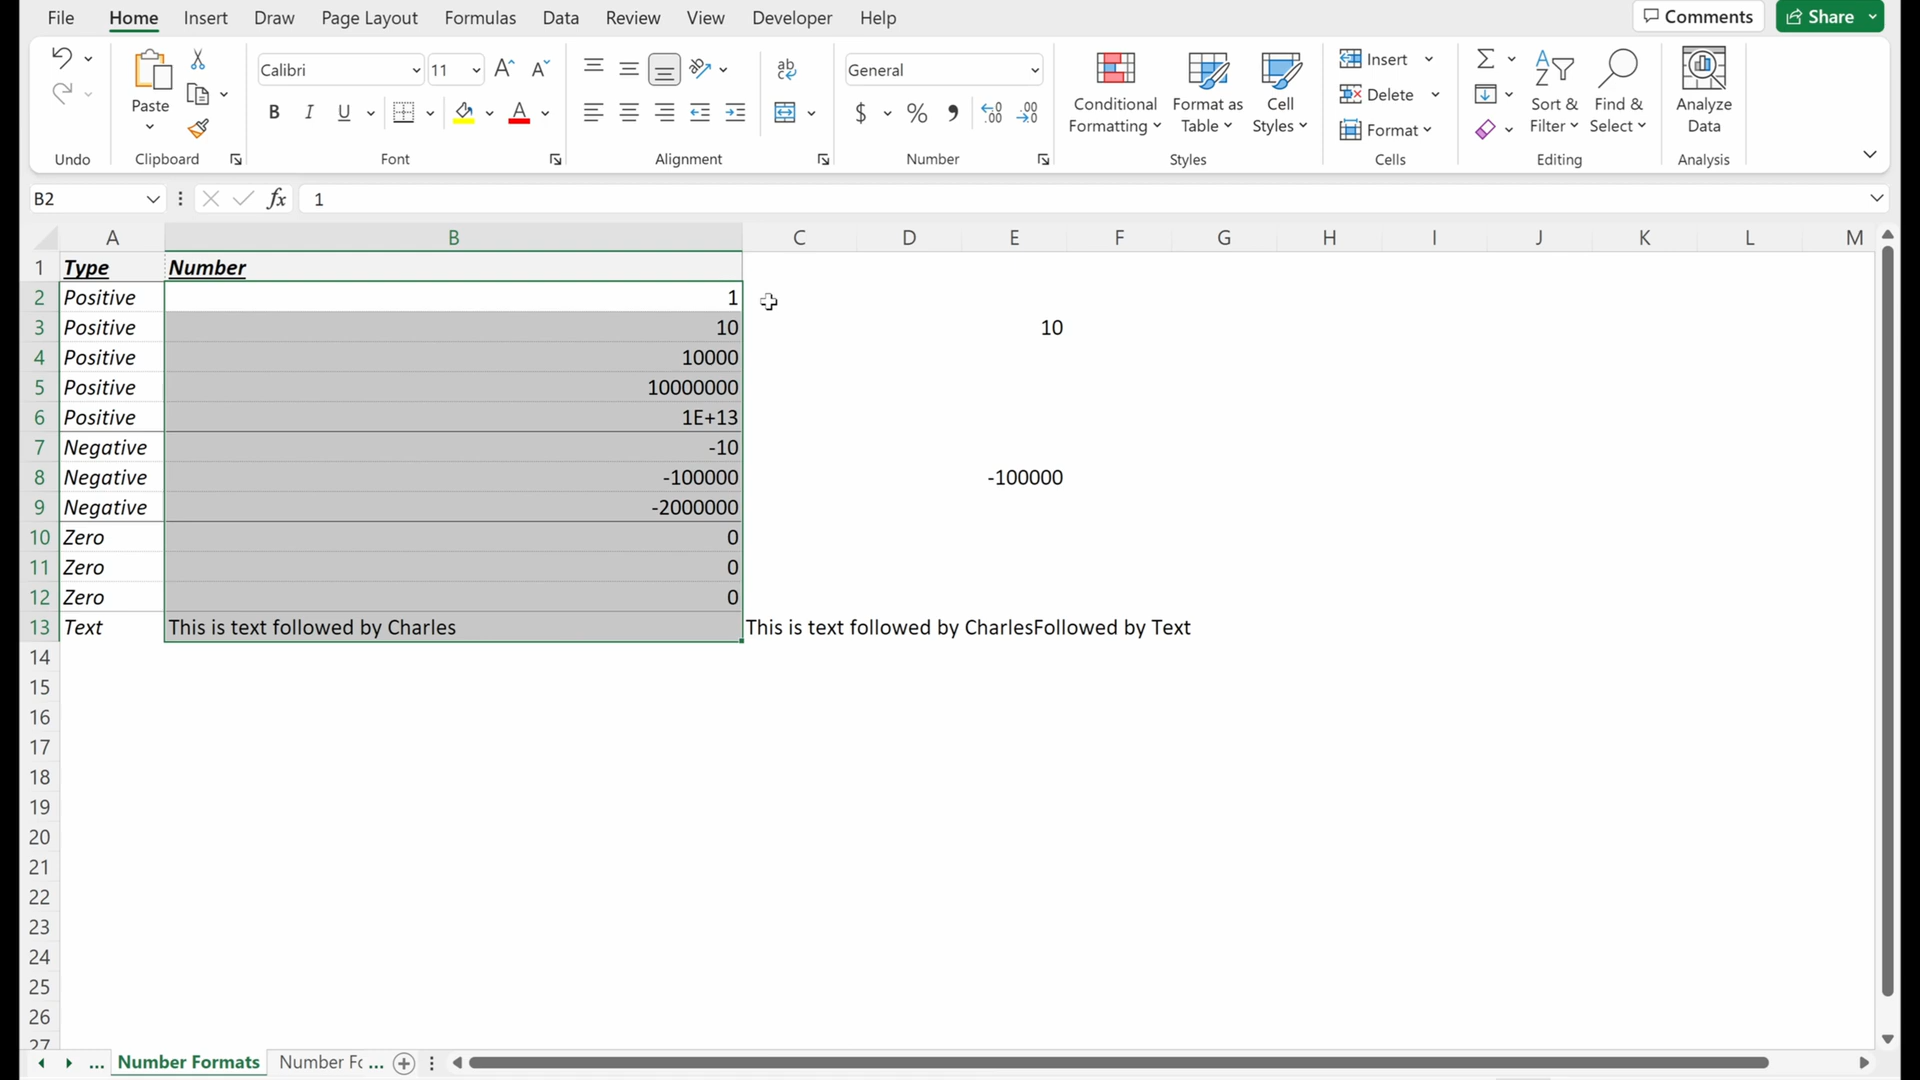 File Home Insert Draw Page Layout Formulas Data Review View Developer Help Comments Share
Calibri 11 A^ A˅ ab General Insert Σ
Paste B I U A $ % , Conditional Formatting Format as Table Cell Styles Delete Sort & Filter Find & Select Analyze Data
Format
Undo Clipboard Font Alignment Number Styles Cells Editing Analysis
B2 fx 1
A B C D E F G H I J K L M
1 Type Number
2 Positive 1
3 Positive 10 10
4 Positive 10000
5 Positive 10000000
6 Positive 1E+13
7 Negative -10
8 Negative -100000 -100000
9 Negative -2000000
10 Zero 0
11 Zero 0
12 Zero 0
13 Text This is text followed by Charles This is text followed by CharlesFollowed by Text
14
15
16
17
18
19
20
21
22
23
24
25
26
27
... Number Formats Number Fo ...